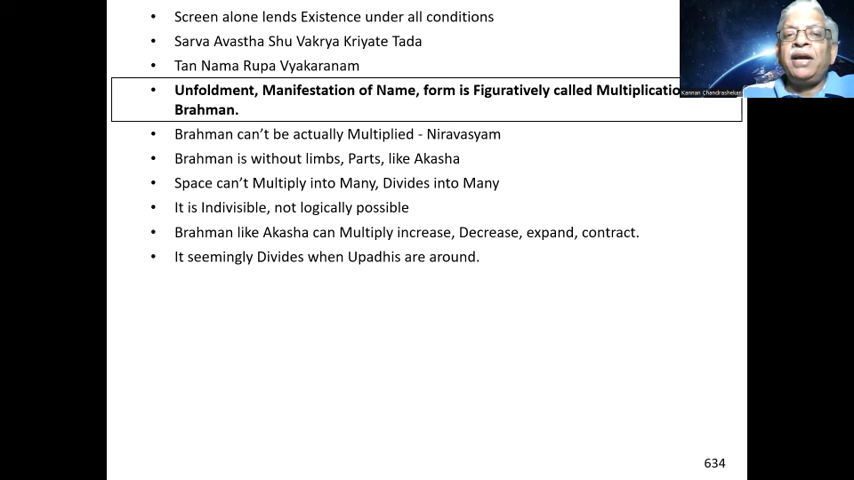 • Screen alone lends Existence under all conditions
• Sarva Avastha Shu Vakrya Kriyate Tada
• Tan Nama Rupa Vyakaranam
• Unfoldment, Manifestation of Name, form is Figuratively called Multiplicatio
Brahman.
• Brahman can’t be actually Multiplied - Niravasyam
• Brahman is without limbs, Parts, like Akasha
• Space can’t Multiply into Many, Divides into Many
• It is Indivisible, not logically possible
• Brahman like Akasha can Multiply increase, Decrease, expand, contract.
• It seemingly Divides when Upadhis are around.
Kannan Chandrashekar
634